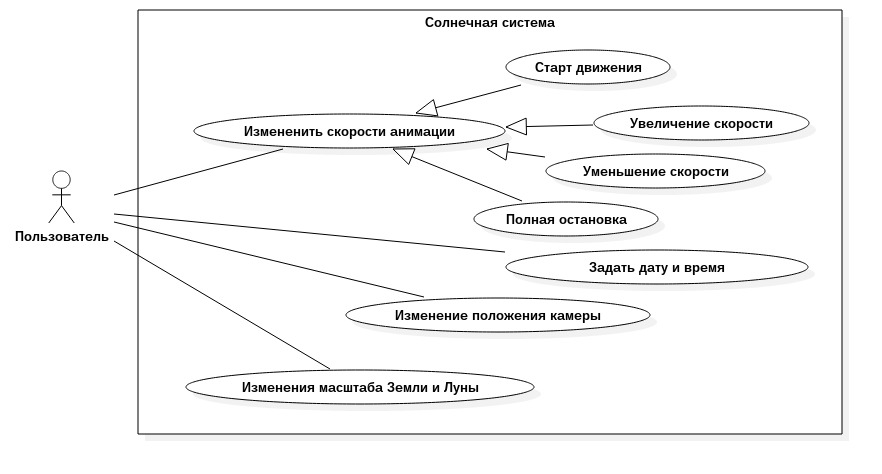 Солнечная система
Старт движения
Увеличение скорости
Измененить скорости анимации
Уменьшение скорости
Полная остановка
Пользователь
Задать дату и время
Изменение положения камеры
Изменения масштаба Земли и Луны